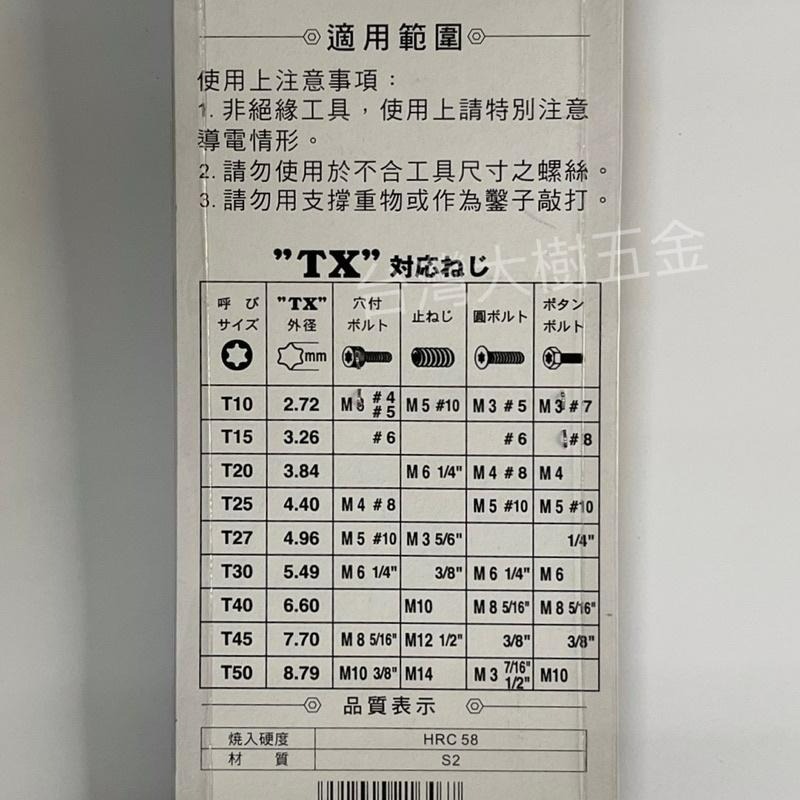 適用範圍
使用上注意事項：
1. 非絕緣工具，使用上請特別注意
導電情形。
2. 請勿使用於不合工具尺寸之螺絲。
3. 請勿用支撐重物或作為鑿子敲打。
"TX" 対応ねじ
台灣大樹五金
呼び サイズ "TX" 外径 穴付 ボルト 止ねじ 圓ボルト ボタン ボルト
mm
T10 2.72 M3 #4 #5 M5 #10 M3 #5 M3 #7
T15 3.26 #6 #6 #8
T20 3.84 M6 1/4" M4 #8 M4
T25 4.40 M4 #8 M5 #10 M5 #10
T27 4.96 M5 #10 M3 5/6" 1/4"
T30 5.49 M6 1/4" 3/8" M6 1/4" M6
T40 6.60 M10 M8 5/16" M8 5/16"
T45 7.70 M8 5/16" M12 1/2" 3/8" 3/8"
T50 8.79 M10 3/8" M14 M3 7/16" 1/2" M10
品質表示
燒入硬度 HRC 58
材質 S2